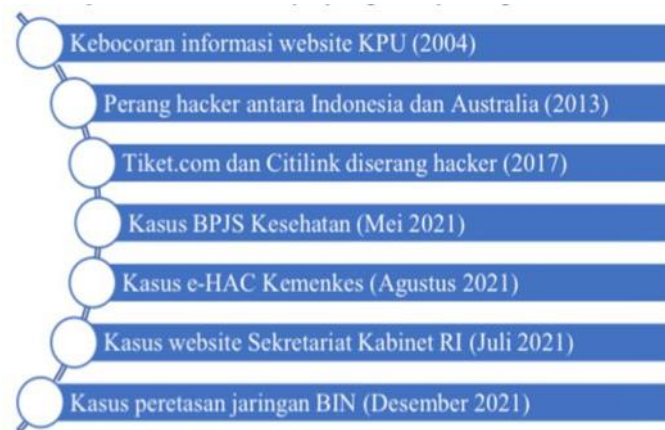 Kebocoran informasi website KPU (2004)
Perang hacker antara Indonesia dan Australia (2013)
Tiket.com dan Citilink diserang hacker (2017)
Kasus BPJS Kesehatan (Mei 2021)
Kasus e-HAC Kemenkes (Agustus 2021)
Kasus website Sekretariat Kabinet RI (Juli 2021)
Kasus peretasan jaringan BIN (Desember 2021)